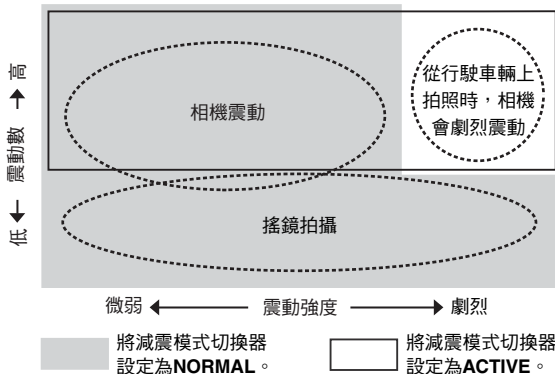 高
震動數
低
相機震動
從行駛車輛上
拍照時，相機
會劇烈震動
搖鏡拍攝
微弱
震動強度
劇烈
將減震模式切換器
設定為NORMAL。
將減震模式切換器
設定為ACTIVE。